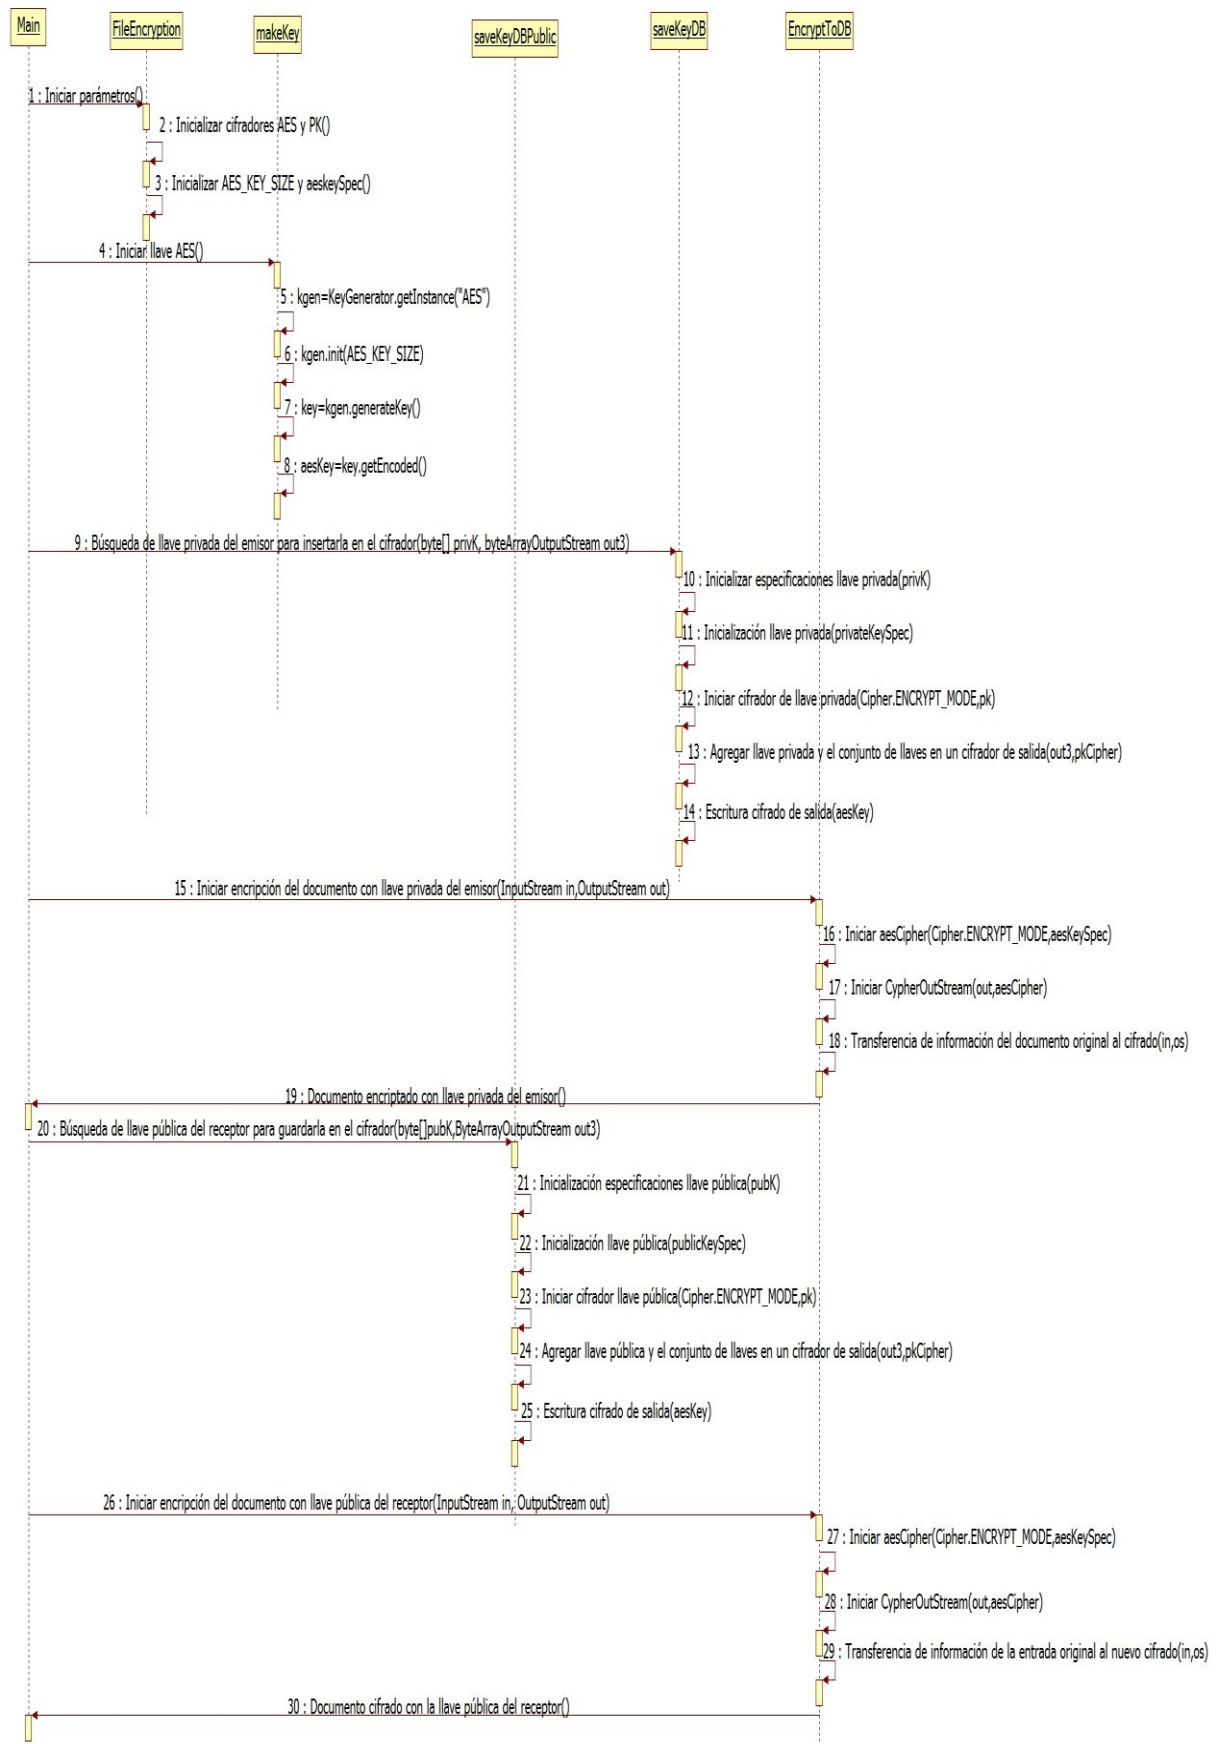 Main
FileEncryption
makeKey
saveKeyDBPublic
saveKeyDB
EncryptToDB
1 : Iniciar parámetros()
2 : Inicializar cifradores AES y PK()
3 : Inicializar AES_KEY_SIZE y aeskeySpec()
4 : Iniciar llave AES()
5 : kgen=KeyGenerator.getInstance("AES")
6 : kgen.init(AES_KEY_SIZE)
7 : key=kgen.generateKey()
8 : aesKey=key.getEncoded()
9 : Búsqueda de llave privada del emisor para insertarla en el cifrador(byte[] privK, byteArrayOutputStream out3)
10 : Inicializar especificaciones llave privada(privK)
11 : Inicialización llave privada(privateKeySpec)
12 : Iniciar cifrador de llave privada(Cipher.ENCRYPT_MODE,pk)
13 : Agregar llave privada y el conjunto de llaves en un cifrador de salida(out3,pkCipher)
14 : Escritura cifrado de salida(aesKey)
15 : Iniciar encripción del documento con llave privada del emisor(InputStream in,OutputStream out)
16 : Iniciar aesCipher(Cipher.ENCRYPT_MODE,aesKeySpec)
17 : Iniciar CypherOutStream(out,aesCipher)
18 : Transferencia de información del documento original al cifrado(in,os)
19 : Documento encriptado con llave privada del emisor()
20 : Búsqueda de llave pública del receptor para guardarla en el cifrador(byte[]pubK,ByteArrayOutputStream out3)
21 : Inicialización especificaciones llave pública(pubK)
22 : Inicialización llave pública(publicKeySpec)
23 : Iniciar cifrador llave pública(Cipher.ENCRYPT_MODE,pk)
24 : Agregar llave pública y el conjunto de llaves en un cifrador de salida(out3,pkCipher)
25 : Escritura cifrado de salida(aesKey)
26 : Iniciar encripción del documento con llave pública del receptor(InputStream in, OutputStream out)
27 : Iniciar aesCipher(Cipher.ENCRYPT_MODE,aesKeySpec)
28 : Iniciar CypherOutStream(out,aesCipher)
29 : Transferencia de información de la entrada original al nuevo cifrado(in,os)
30 : Documento cifrado con la llave pública del receptor()